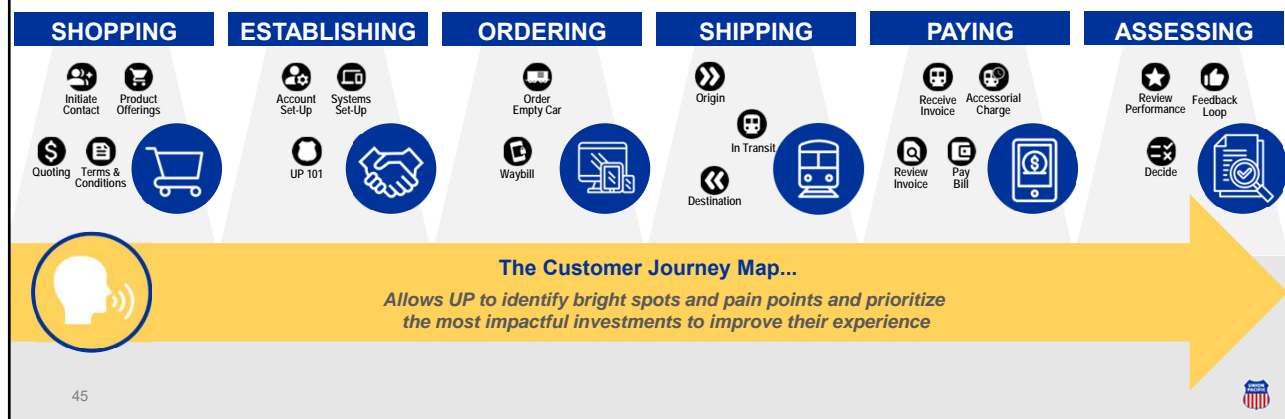 SHOPPING
Initiate
Contact
Product
Offerings
$
Quoting
Terms &
Conditions
ESTABLISHING
Account
Set-Up
Systems
Set-Up
UP 101
ORDERING
Order
Empty Car
Waybill
SHIPPING
Origin
In Transit
Destination
PAYING
Receive
Invoice
Accessorial
Charge
Review
Invoice
Pay
Bill
$
ASSESSING
Review
Performance
Feedback
Loop
Decide
The Customer Journey Map...
Allows UP to identify bright spots and pain points and prioritize
the most impactful investments to improve their experience
45
UNION
PACIFIC